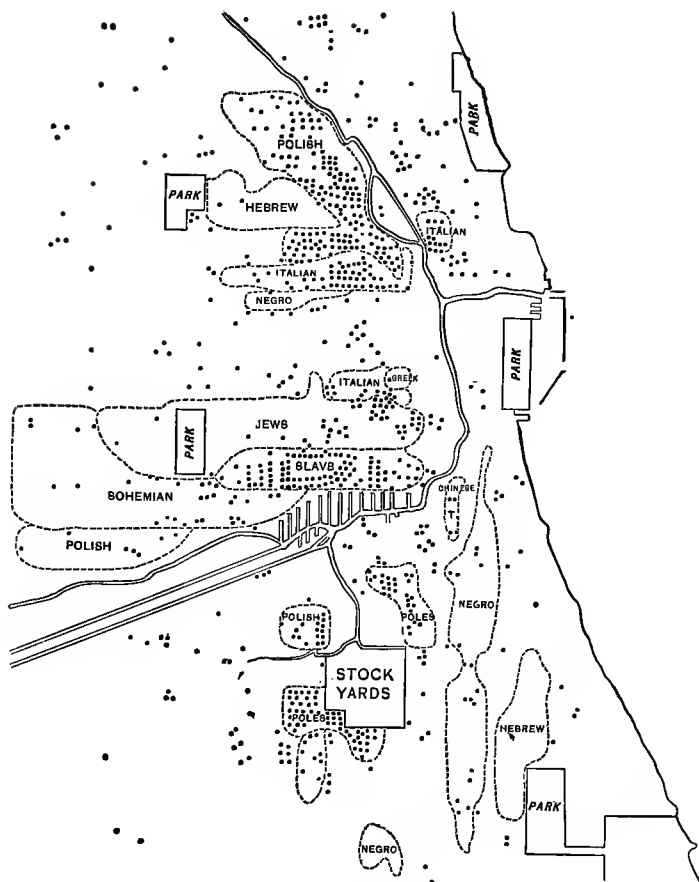 PARK
POLISH
PARK
HEBREW
ITALIAN
ITALIAN
NEGRO
PARK
ITALIAN
GREEK
JEWS
PARK
SLAVS
CHINESE
BOHEMIAN
POLISH
NEGRO
POLISH
POLES
STOCK
YARDS
POLES
HEBREW
PARK
NEGRO